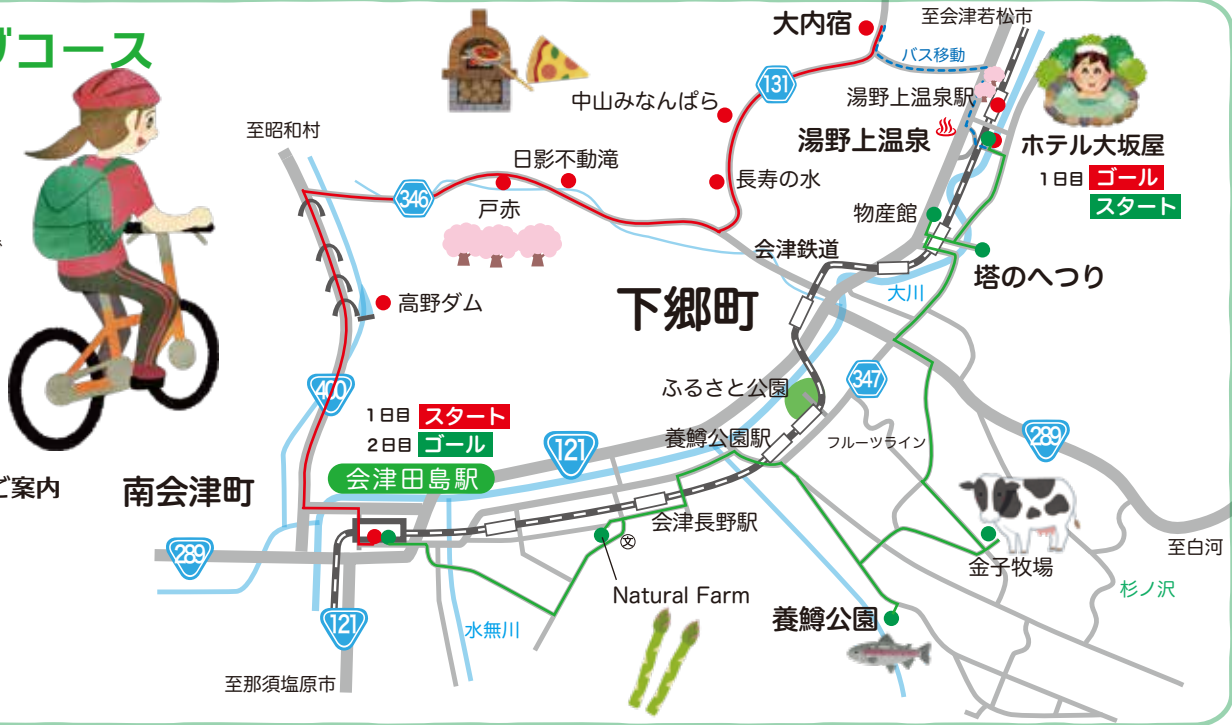 ブコース
大内宿
至会津若松市
バス移動
131
中山みなんぱら
湯野上温泉駅
湯野上温泉
ホテル大坂屋
1日目 ゴール
スタート
至昭和村
日影不動滝
346
戸赤
長寿の水
物産館
会津鉄道
塔のへつり
高野ダム
下郷町
大川
400
ふるさと公園
347
1日目 スタート
2日目 ゴール
121
養鱒公園駅
フルーツライン
289
会津田島駅
ご案内
南会津町
会津長野駅
文
289
至白河
金子牧場
杉ノ沢
Natural Farm
養鱒公園
121
水無川
至那須塩原市